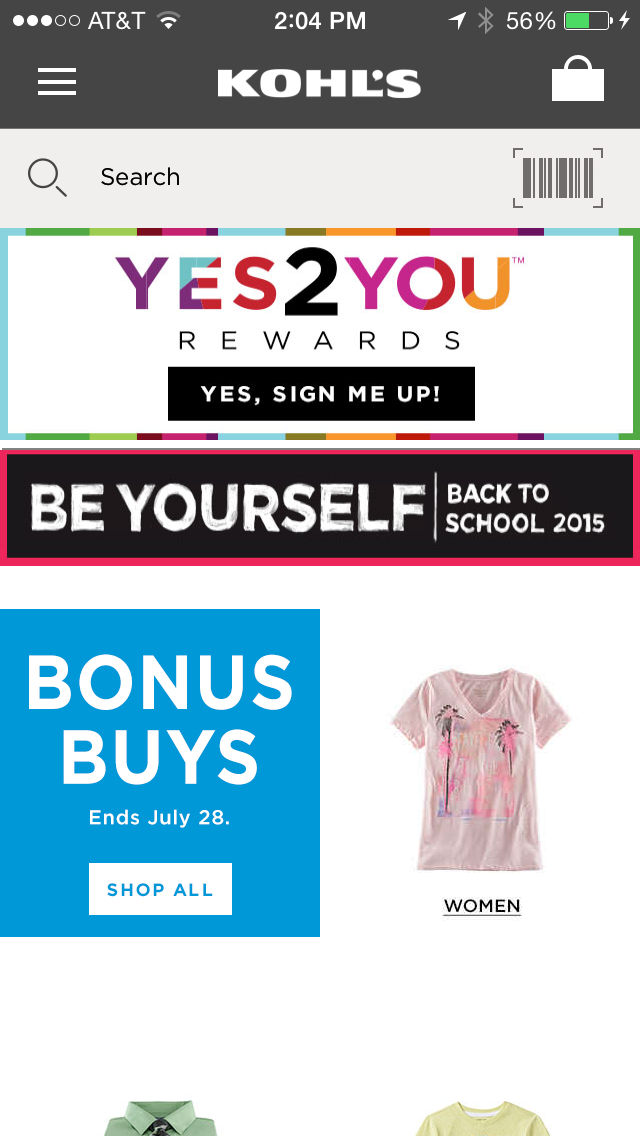 AT&T 2:04 PM 56%
KOHL'S
Search
YES2YOU™
REWARDS
YES, SIGN ME UP!
BE YOURSELF
BACK TO
SCHOOL 2015
BONUS
BUYS
Ends July 28.
SHOP ALL
WOMEN